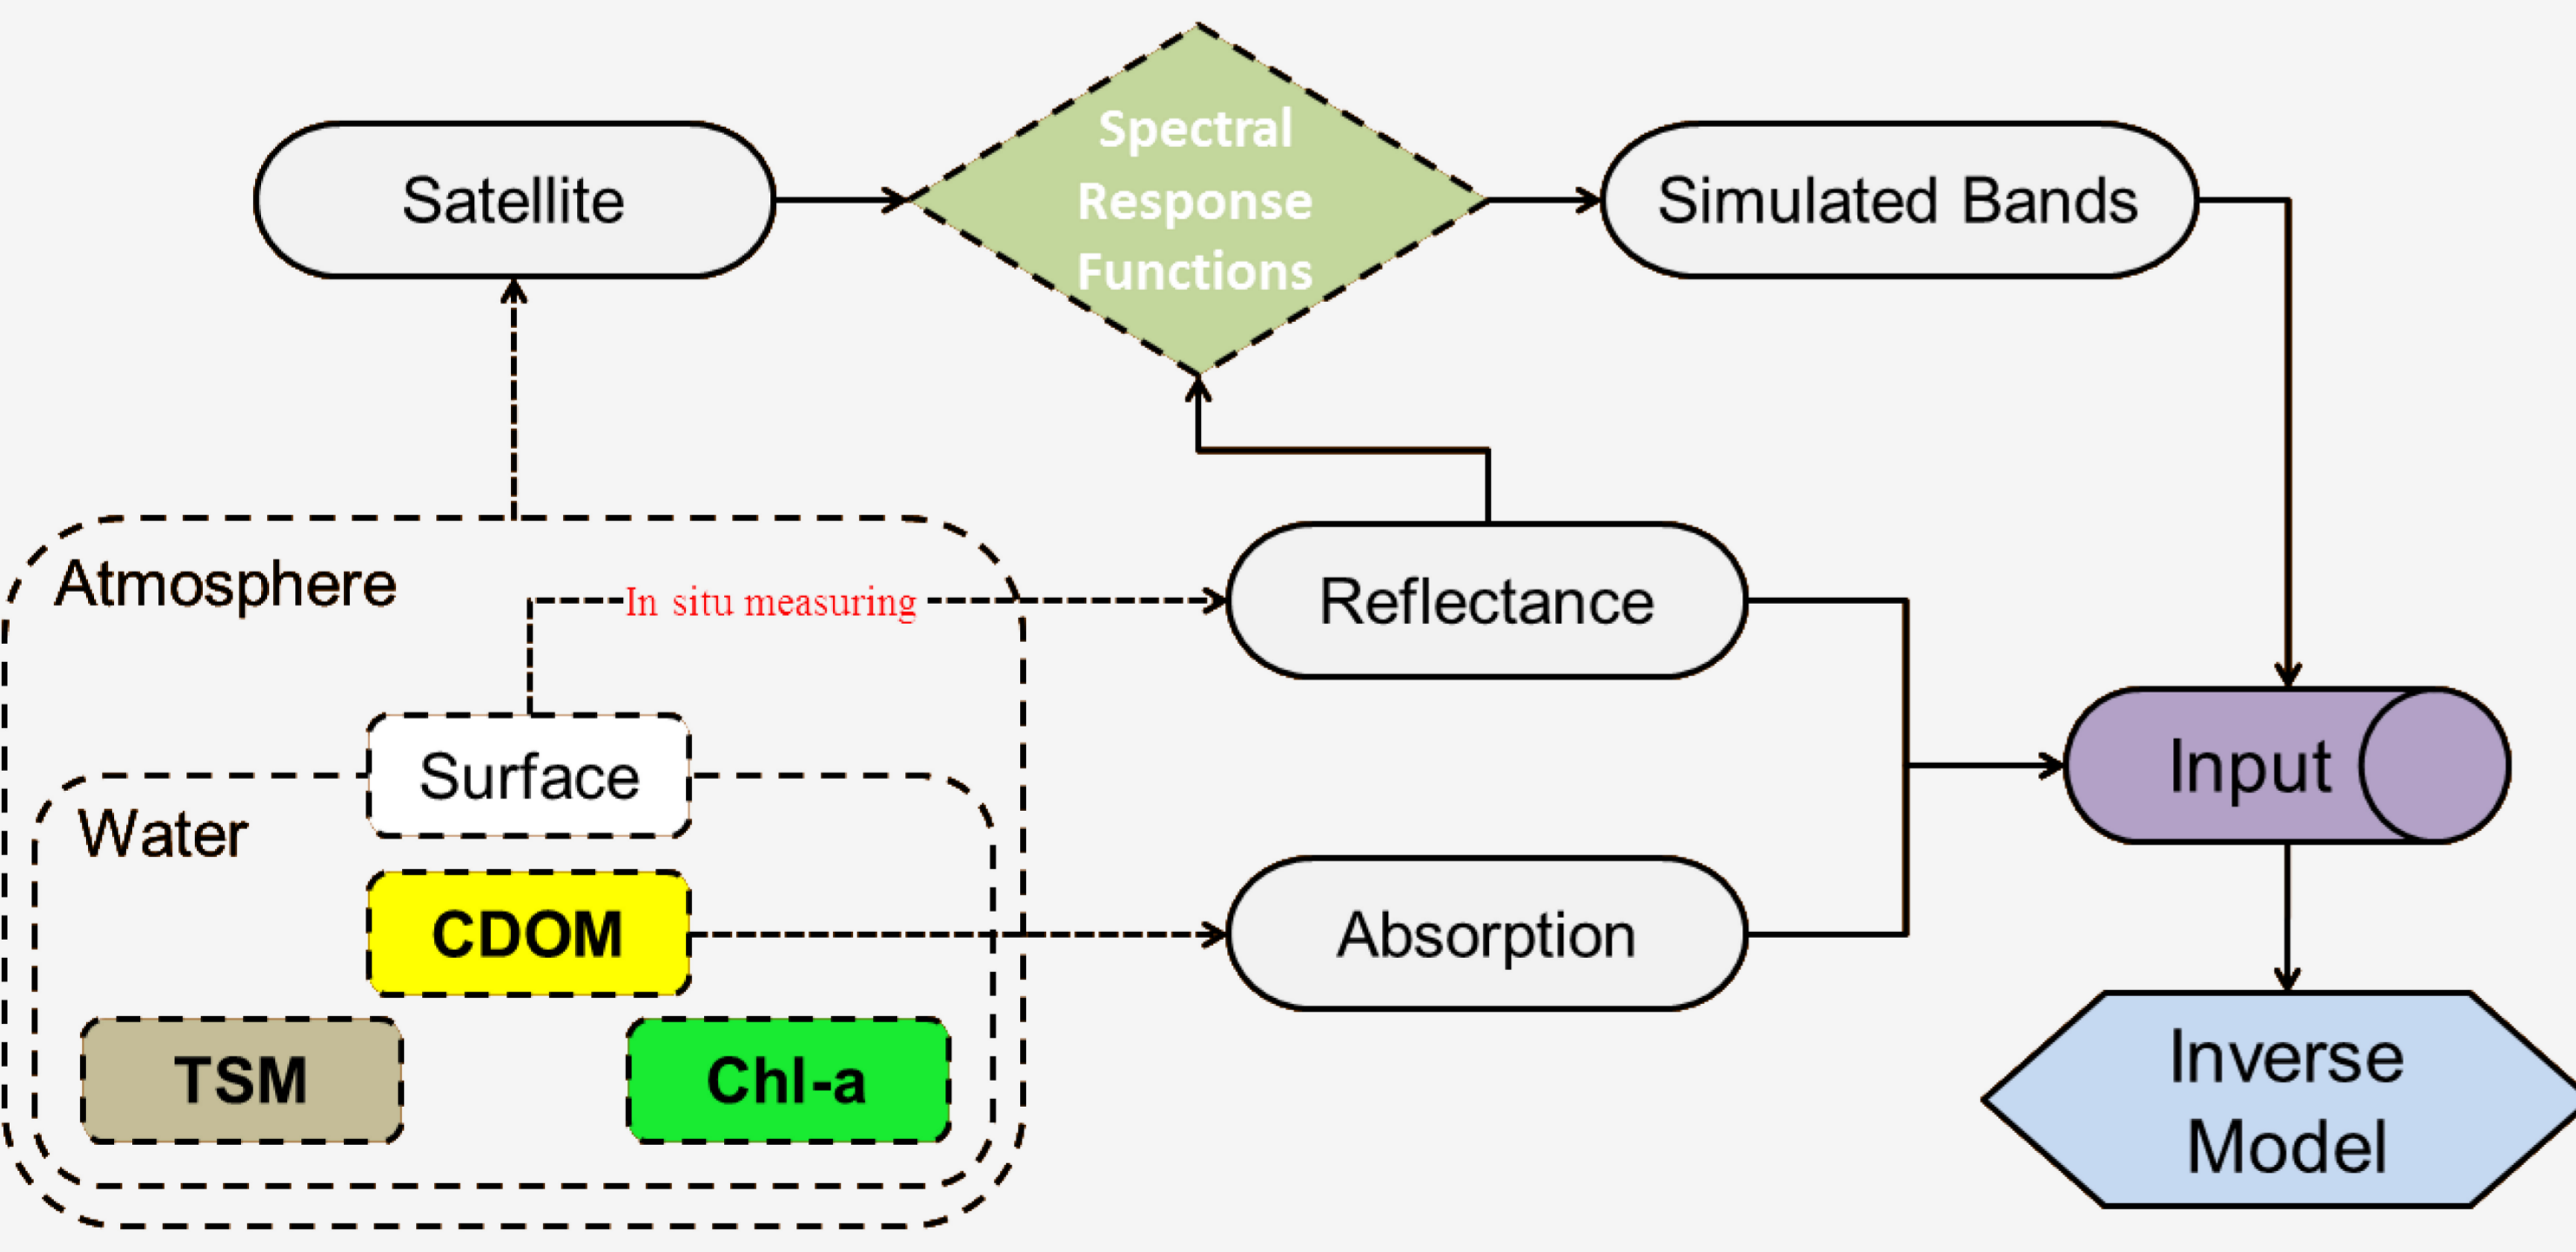 Satellite
Spectral
Response
Functions
Simulated Bands
Atmosphere
In situ measuring
Reflectance
Surface
Water
Input
CDOM
Absorption
TSM
Chl-a
Inverse
Model